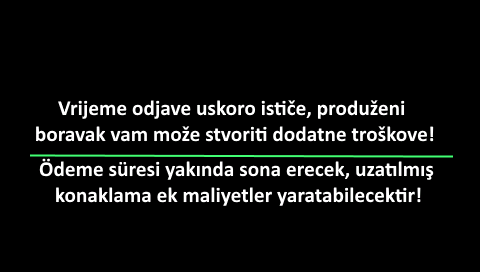 Vrijeme odjave uskoro ističe, produženi
boravak vam može stvoriti dodatne troškove!
Ödeme süresi yakında sona erecek, uzatılmış
konaklama ek maliyetler yaratabilecektir!